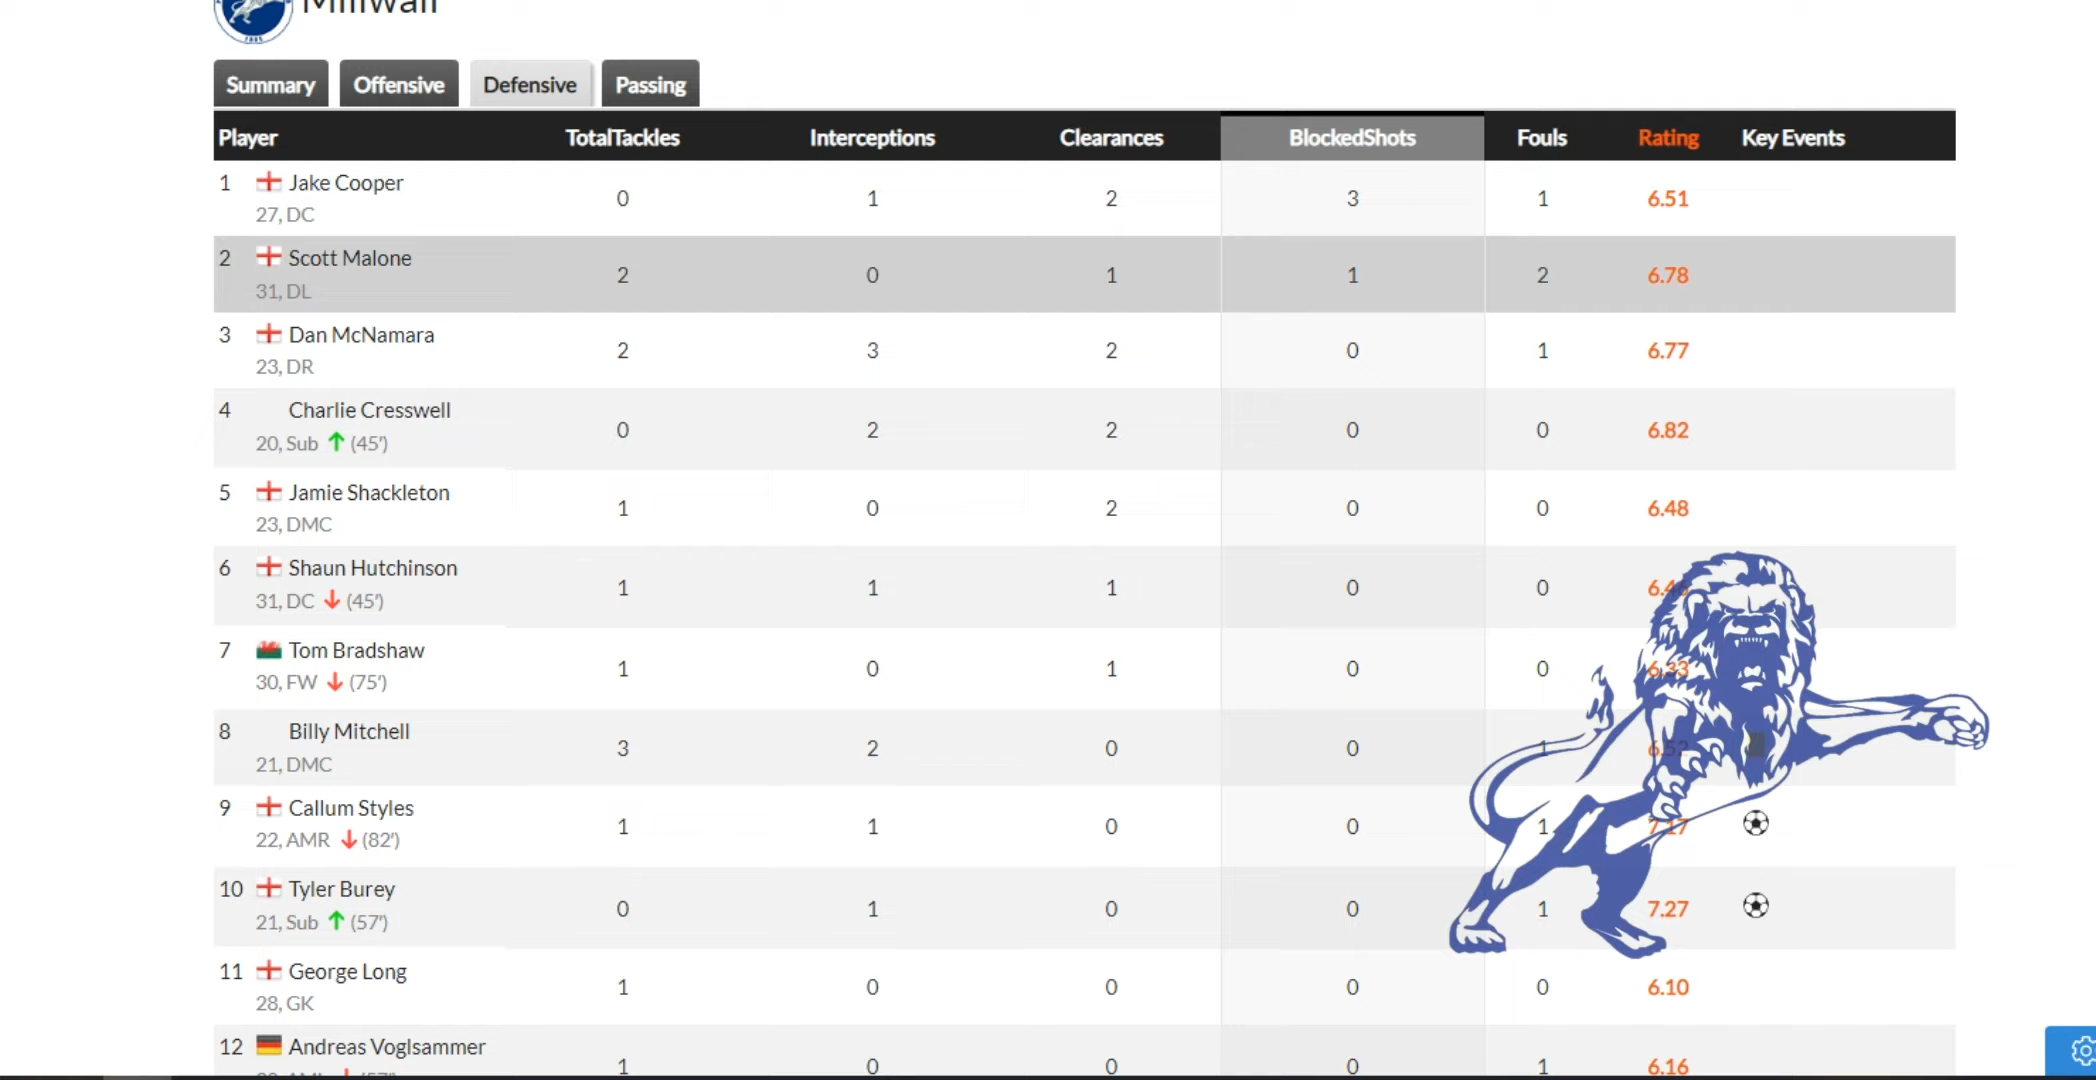 Millwall
1885
Summary Offensive Defensive Passing
Player TotalTackles Interceptions Clearances BlockedShots Fouls Rating Key Events
1 Jake Cooper
27, DC
0 1 2 3 1 6.51
2 Scott Malone
31, DL
2 0 1 1 2 6.78
3 Dan McNamara
23, DR
2 3 2 0 1 6.77
4 Charlie Cresswell
20, Sub (45')
0 2 2 0 0 6.82
5 Jamie Shackleton
23, DMC
1 0 2 0 0 6.48
6 Shaun Hutchinson
31, DC (45')
1 1 1 0 0
7 Tom Bradshaw
30, FW (75')
1 0 1 0 0 6.33
8 Billy Mitchell
21, DMC
3 2 0 0 1
9 Callum Styles
22, AMR (82')
1 1 0 0 1 7.17
10 Tyler Burey
21, Sub (57')
0 1 0 0 1 7.27
11 George Long
28, GK
1 0 0 0 0 6.10
12 Andreas Voglsammer
1 0 0 0 1 6.16